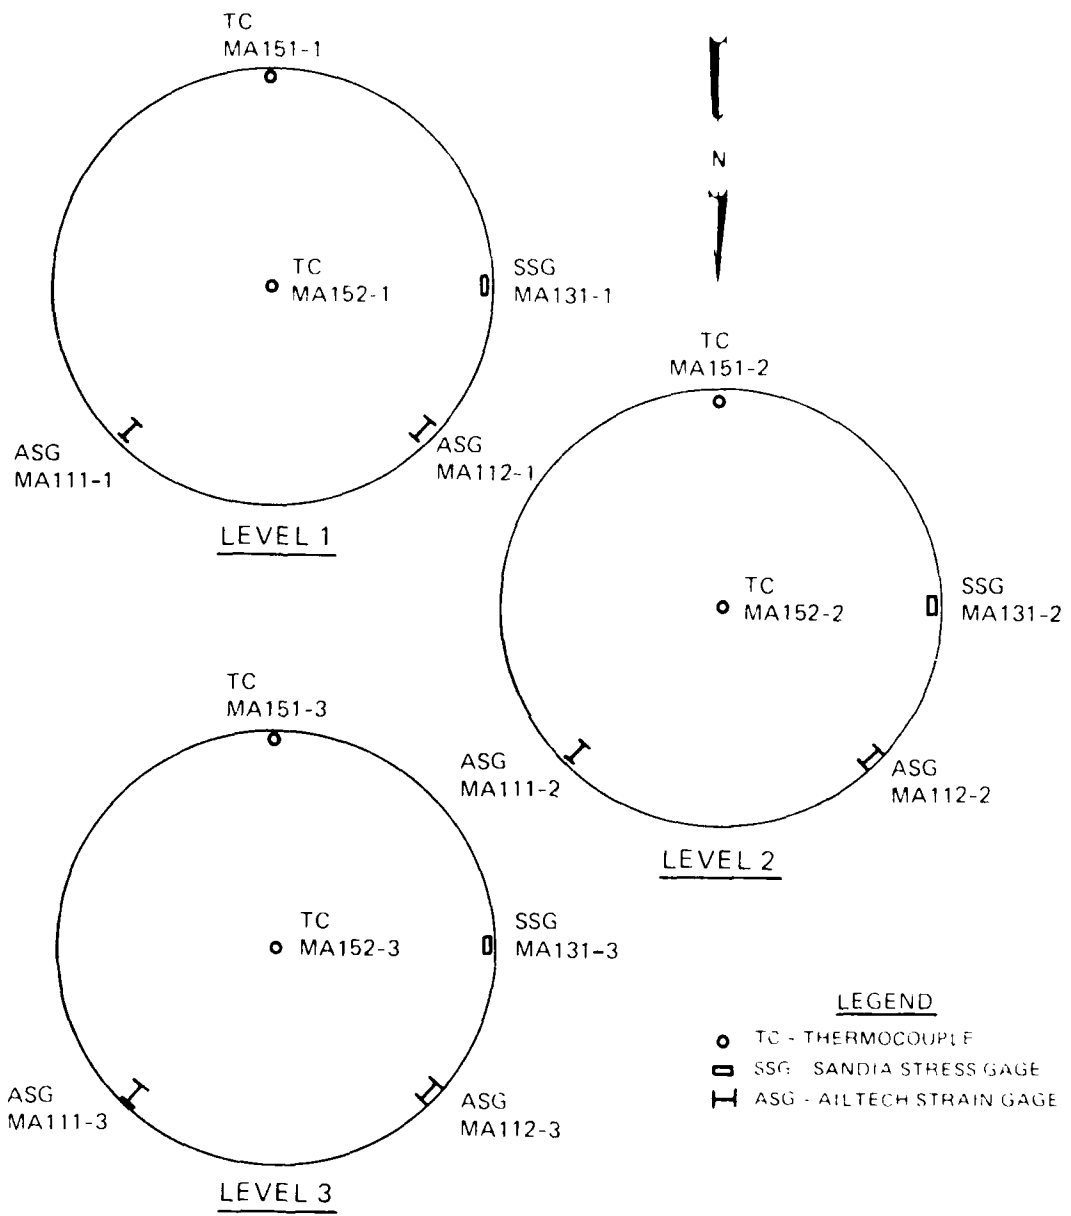 TC
MA151-1
TC
MA152-1
SSG
MA131-1
ASG
MA111-1
ASG
MA112-1
LEVEL 1
N
TC
MA151-2
TC
MA152-2
SSG
MA131-2
ASG
MA111-2
ASG
MA112-2
LEVEL 2
TC
MA151-3
TC
MA152-3
SSG
MA131-3
ASG
MA111-3
ASG
MA112-3
LEVEL 3
LEGEND
TC - THERMOCOUPLE
SSG - SANDIA STRESS GAGE
ASG - AILTECH STRAIN GAGE